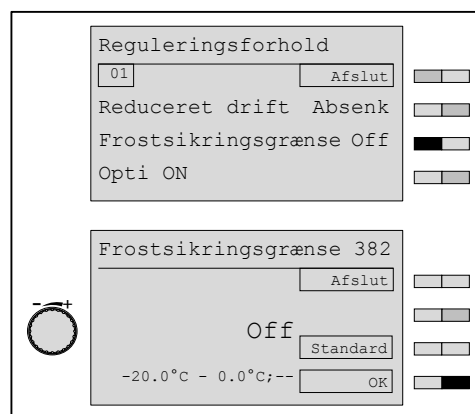 Reguleringsforhold
01 Afslut
Reduceret drift Absenk
Frostsikringsgrænse Off
Opti ON
Frostsikringsgrænse 382
Afslut
- +
Off
Standard
-20.0°C - 0.0°C;-- OK